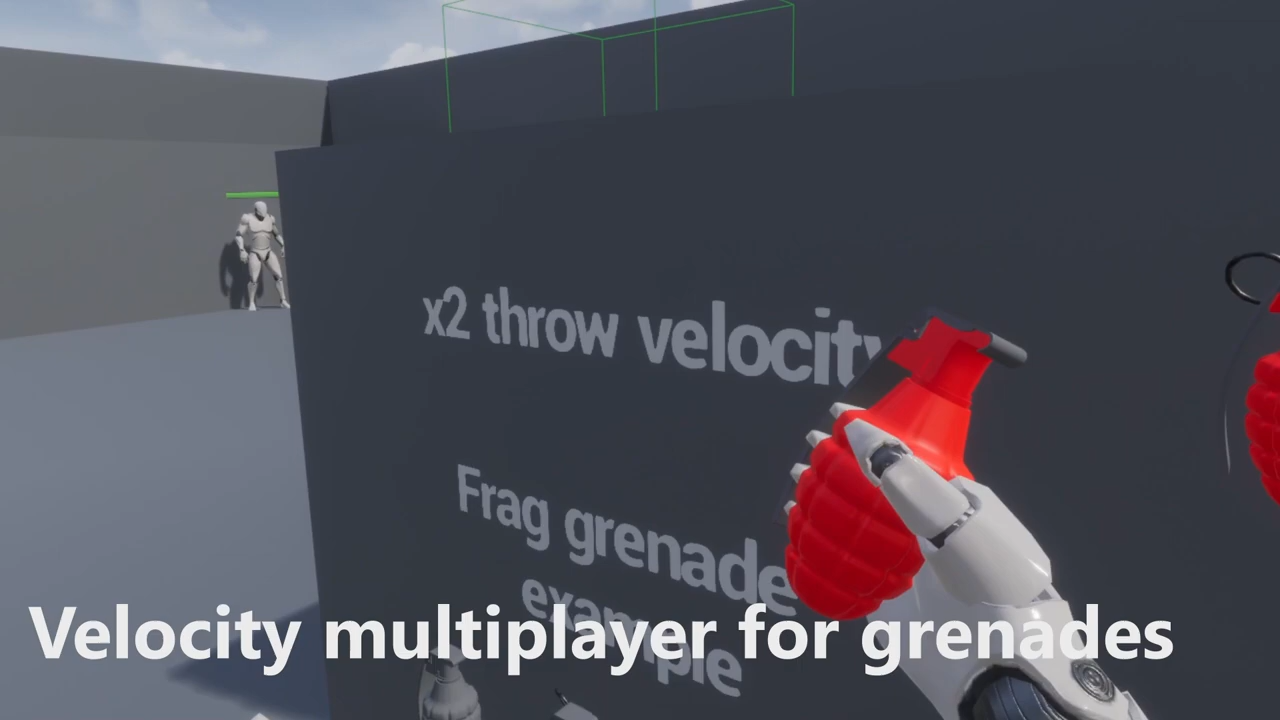 x2 throw velocity
Frag grenade
example
Velocity multiplayer for grenades